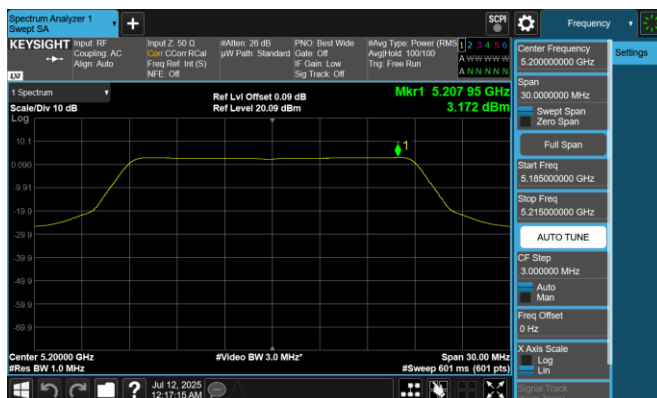 Spectrum Analyzer 1
Swept SA
SCPI
Frequency
KEYSIGHT
Input: RF
Coupling: AC
Align: Auto
Input Z: 50 Ω
Corr CCorr RCal
Freq Ref: Int (S)
NFE: Off
#Atten: 26 dB
µW Path: Standard
PNO: Best Wide
Gate: Off
IF Gain: Low
Sig Track: Off
#Avg Type: Power (RMS
Avg|Hold: 100/100
Trig: Free Run
1 2 3 4 5 6
A W W W W W
A N N N N N
LXI
1 Spectrum
Scale/Div 10 dB
Log
Ref Lvl Offset 0.09 dB
Ref Level 20.09 dBm
Mkr1 5.207 95 GHz
3.172 dBm
1
10.1
0.090
-9.91
-19.9
-29.9
-39.9
-49.9
-59.9
-69.9
Center 5.20000 GHz
#Res BW 1.0 MHz
#Video BW 3.0 MHz*
Span 30.00 MHz
#Sweep 601 ms (601 pts)
Jul 12, 2025
12:17:15 AM
Center Frequency
5.200000000 GHz
Settings
Span
30.0000000 MHz
Swept Span
Zero Span
Full Span
Start Freq
5.185000000 GHz
Stop Freq
5.215000000 GHz
AUTO TUNE
CF Step
3.000000 MHz
Auto
Man
Freq Offset
0 Hz
X Axis Scale
Log
Lin
Signal Track